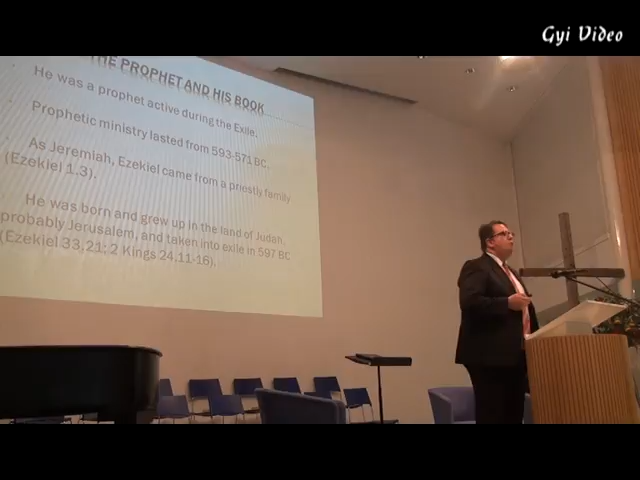 Gyi Video
THE PROPHET AND HIS BOOK
He was a prophet active during the Exile.
Prophetic ministry lasted from 593-571 BC.
As Jeremiah, Ezekiel came from a priestly family
(Ezekiel 1.3).
He was born and grew up in the land of Judah,
probably Jerusalem, and taken into exile in 597 BC
(Ezekiel 33,21; 2 Kings 24,11-16).